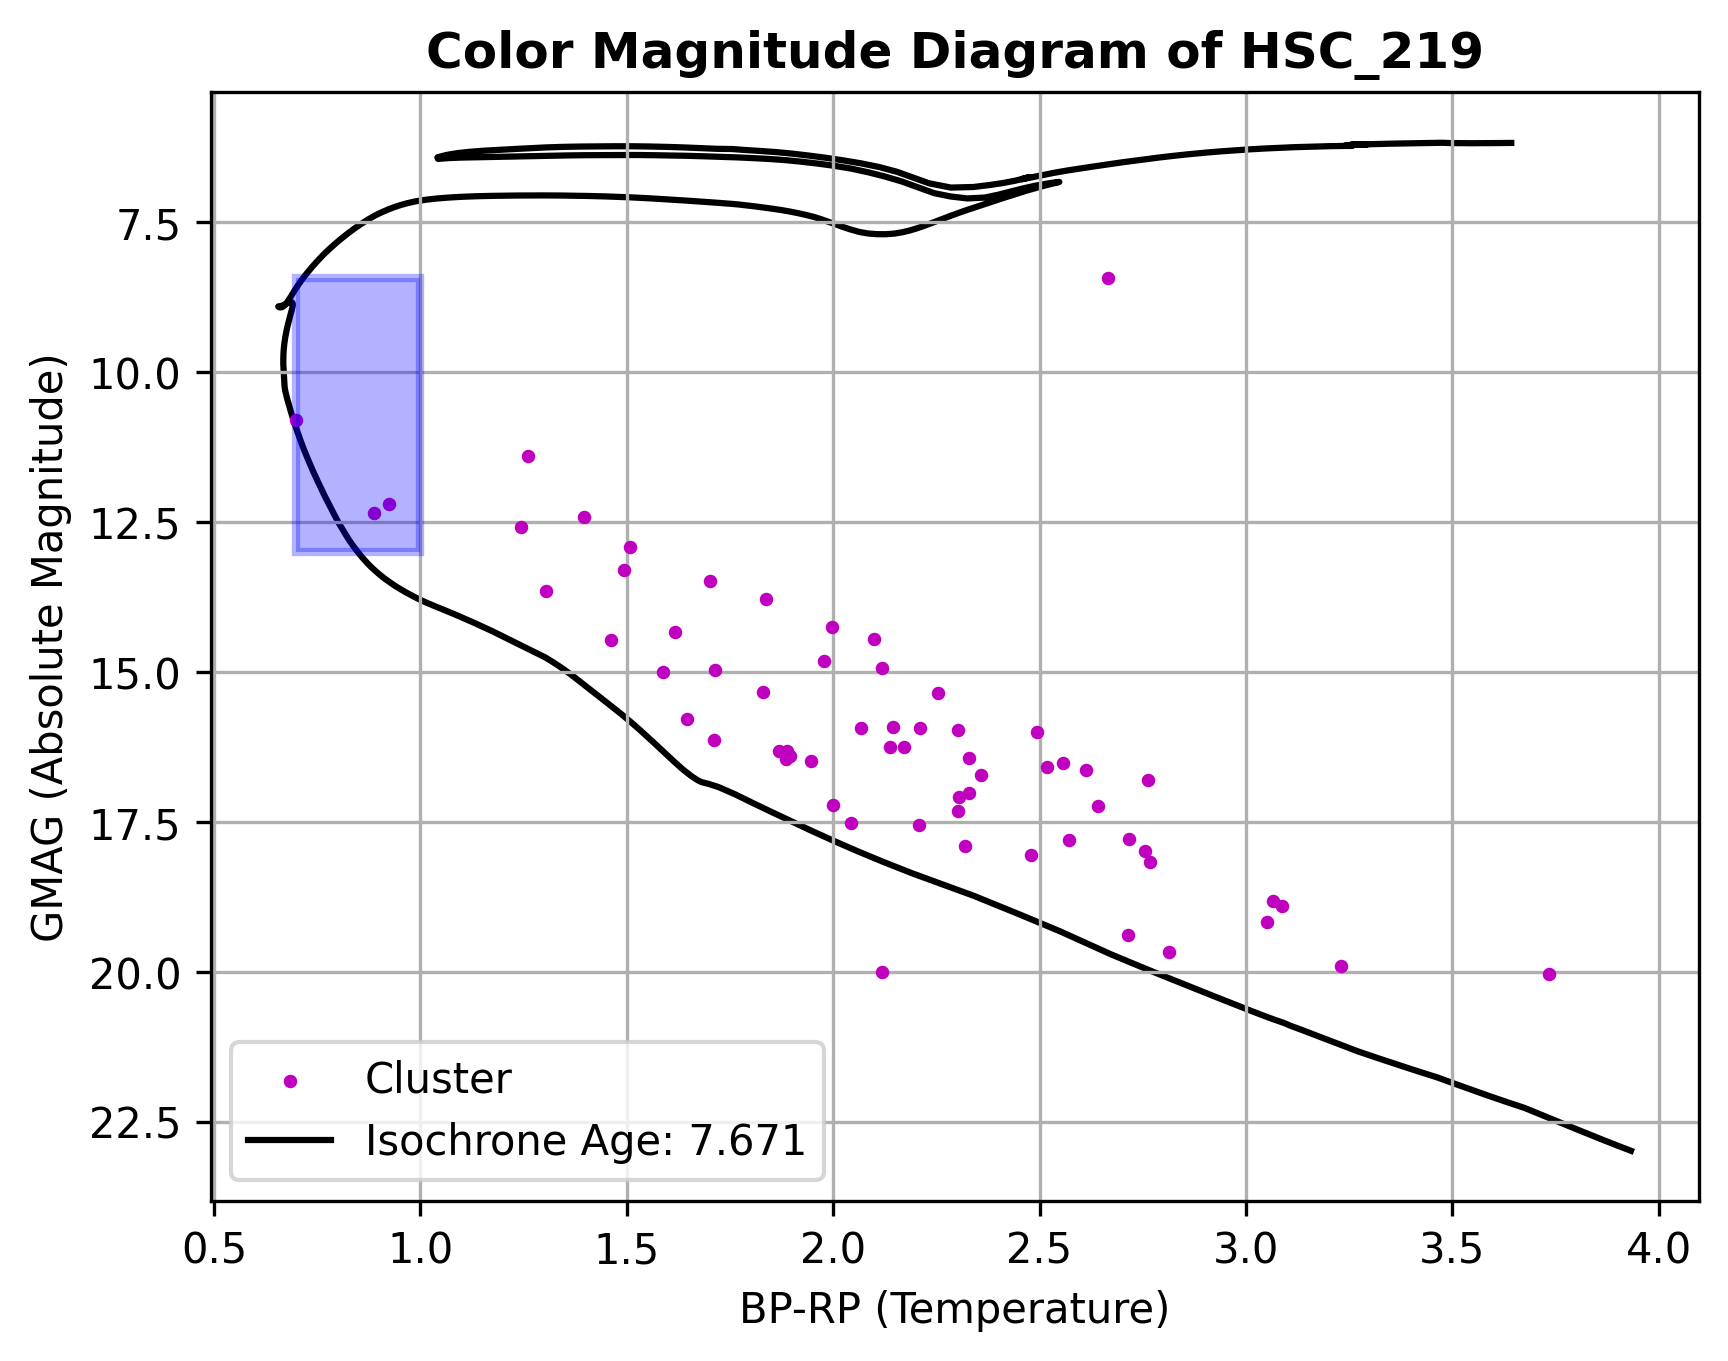 Color Magnitude Diagram of HSC_219
GMAG (Absolute Magnitude)
7.5
10.0
12.5
15.0
17.5
20.0
22.5
Cluster
Isochrone Age: 7.671
0.5 1.0 1.5 2.0 2.5 3.0 3.5 4.0
BP-RP (Temperature)